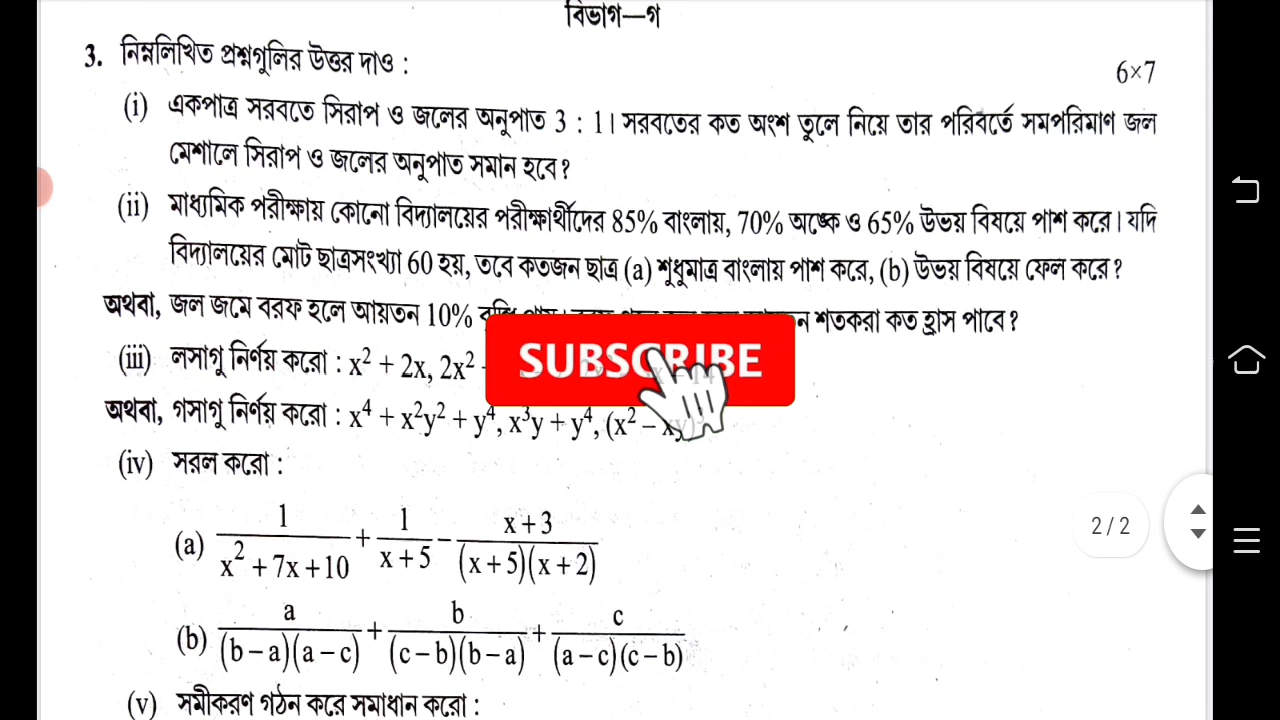 বিভাগ—গ
3. নিম্নলিখিত প্রশ্নগুলির উত্তর দাও :
6×7
(i) একপাত্র সরবতে সিরাপ ও জলের অনুপাত 3 : 1। সরবতের কত অংশ তুলে নিয়ে তার পরিবর্তে সমপরিমাণ জল
মেশালে সিরাপ ও জলের অনুপাত সমান হবে?
(ii) মাধ্যমিক পরীক্ষায় কোনো বিদ্যালয়ের পরীক্ষার্থীদের 85% বাংলায়, 70% অঙ্কে ও 65% উভয় বিষয়ে পাশ করে। যদি
বিদ্যালয়ের মোট ছাত্রসংখ্যা 60 হয়, তবে কতজন ছাত্র (a) শুধুমাত্র বাংলায় পাশ করে, (b) উভয় বিষয়ে ফেল করে?
অথবা, জল জমে বরফ হলে আয়তন 10% শতকরা কত হ্রাস পাবে?
(iii) লসাগু নির্ণয় করো : x² + 2x, 2x²
SUBSCRIBE
অথবা, গসাগু নির্ণয় করো : x⁴ + x²y² + y⁴, x³y + y⁴, (x² – xy)
(iv) সরল করো :
(a) 1/(x² + 7x + 10) + 1/(x + 5) – (x + 3)/((x + 5)(x + 2))
2 / 2
(b) a/((b – a)(a – c)) + b/((c – b)(b – a)) + c/((a – c)(c – b))
(v) সমীকরণ গঠন করে সমাধান করো :